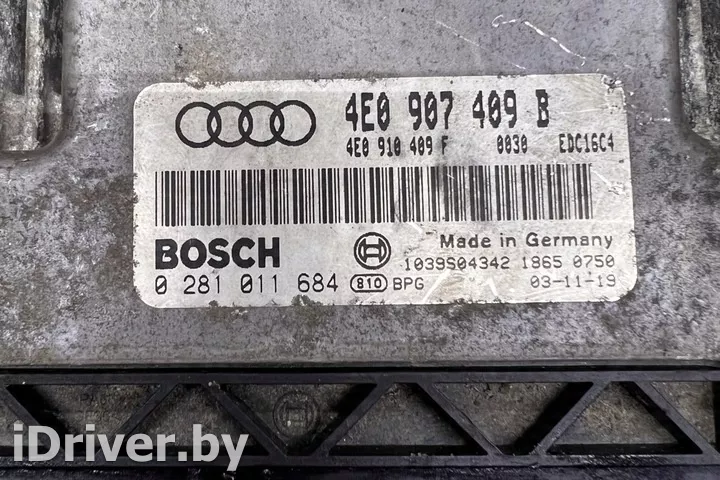 4E0 907 409 B
4E0 910 409 F 0030 EDC16C4
BOSCH
Made in Germany
1039S04342 1865 0750
0 281 011 684 810 BPG 03-11-19
iDriver.by